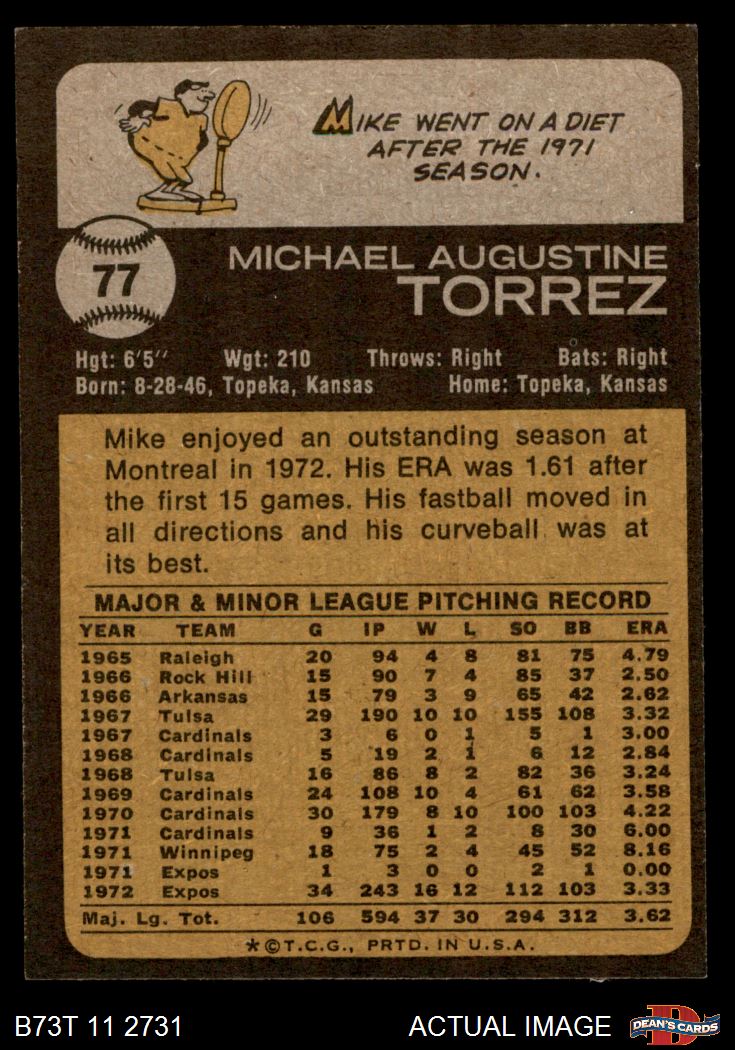 MIKE WENT ON A DIET
AFTER THE 1971
SEASON.
77
MICHAEL AUGUSTINE
TORREZ
Hgt: 6'5" Wgt: 210 Throws: Right Bats: Right
Born: 8-28-46, Topeka, Kansas Home: Topeka, Kansas
Mike enjoyed an outstanding season at
Montreal in 1972. His ERA was 1.61 after
the first 15 games. His fastball moved in
all directions and his curveball was at
its best.
MAJOR & MINOR LEAGUE PITCHING RECORD
YEAR TEAM G IP W L SO BB ERA
1965 Raleigh 20 94 4 8 81 75 4.79
1966 Rock Hill 15 90 7 4 85 37 2.50
1966 Arkansas 15 79 3 9 65 42 2.62
1967 Tulsa 29 190 10 10 155 108 3.32
1967 Cardinals 3 6 0 1 5 1 3.00
1968 Cardinals 5 19 2 1 6 12 2.84
1968 Tulsa 16 86 8 2 82 36 3.24
1969 Cardinals 24 108 10 4 61 62 3.58
1970 Cardinals 30 179 8 10 100 103 4.22
1971 Cardinals 9 36 1 2 8 30 6.00
1971 Winnipeg 18 75 2 4 45 52 8.16
1971 Expos 1 3 0 0 2 1 0.00
1972 Expos 34 243 16 12 112 103 3.33
Maj. Lg. Tot. 106 594 37 30 294 312 3.62
*©T.C.G., PRTD. IN U.S.A.
B73T 11 2731 ACTUAL IMAGE D DEAN'S CARDS